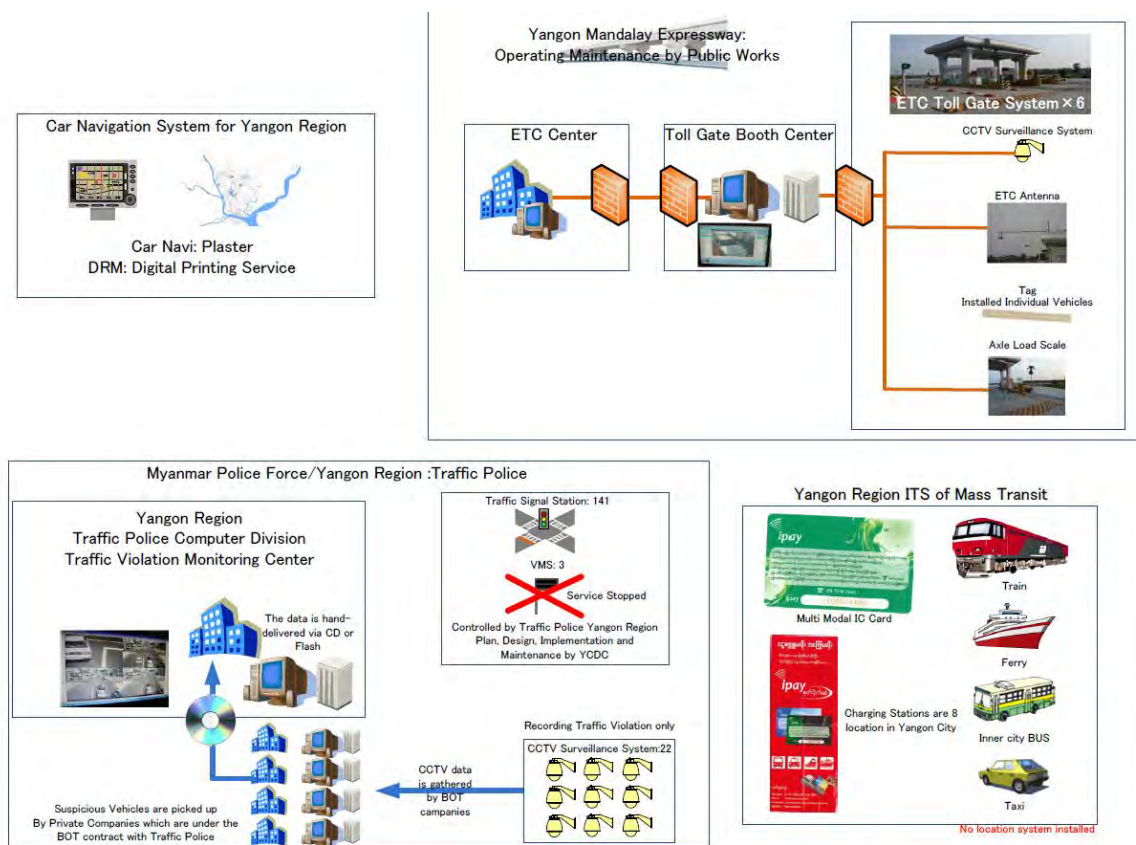 Yangon Mandalay Expressway:
Operating Maintenance by Public Works
ETC Toll Gate System×6
Car Navigation System for Yangon Region
Car Navi: Plaster
DRM: Digital Printing Service
ETC Center
Toll Gate Booth Center
CCTV Surveillance System
ETC Antenna
Tag
Installed Individual Vehicles
Axle Load Scale
Myanmar Police Force/Yangon Region :Traffic Police
Yangon Region
Traffic Police Computer Division
Traffic Violation Monitoring Center
The data is hand-
delivered via CD or
Flash
Traffic Signal Station: 141
VMS: 3
Service Stopped
Controlled by Traffic Police Yangon Region
Plan, Design, Implementation and
Maintenance by YCDC
Recording Traffic Violation only
CCTV Surveillance System:22
CCTV data
is gathered
by BOT
campanies
Suspicious Vehicles are picked up
By Private Companies which are under the
BOT contract with Traffic Police
Yangon Region ITS of Mass Transit
ipay
Multi Modal IC Card
ipay
Charging Stations are 8
location in Yangon City
Train
Ferry
Inner city BUS
Taxi
No location system installed